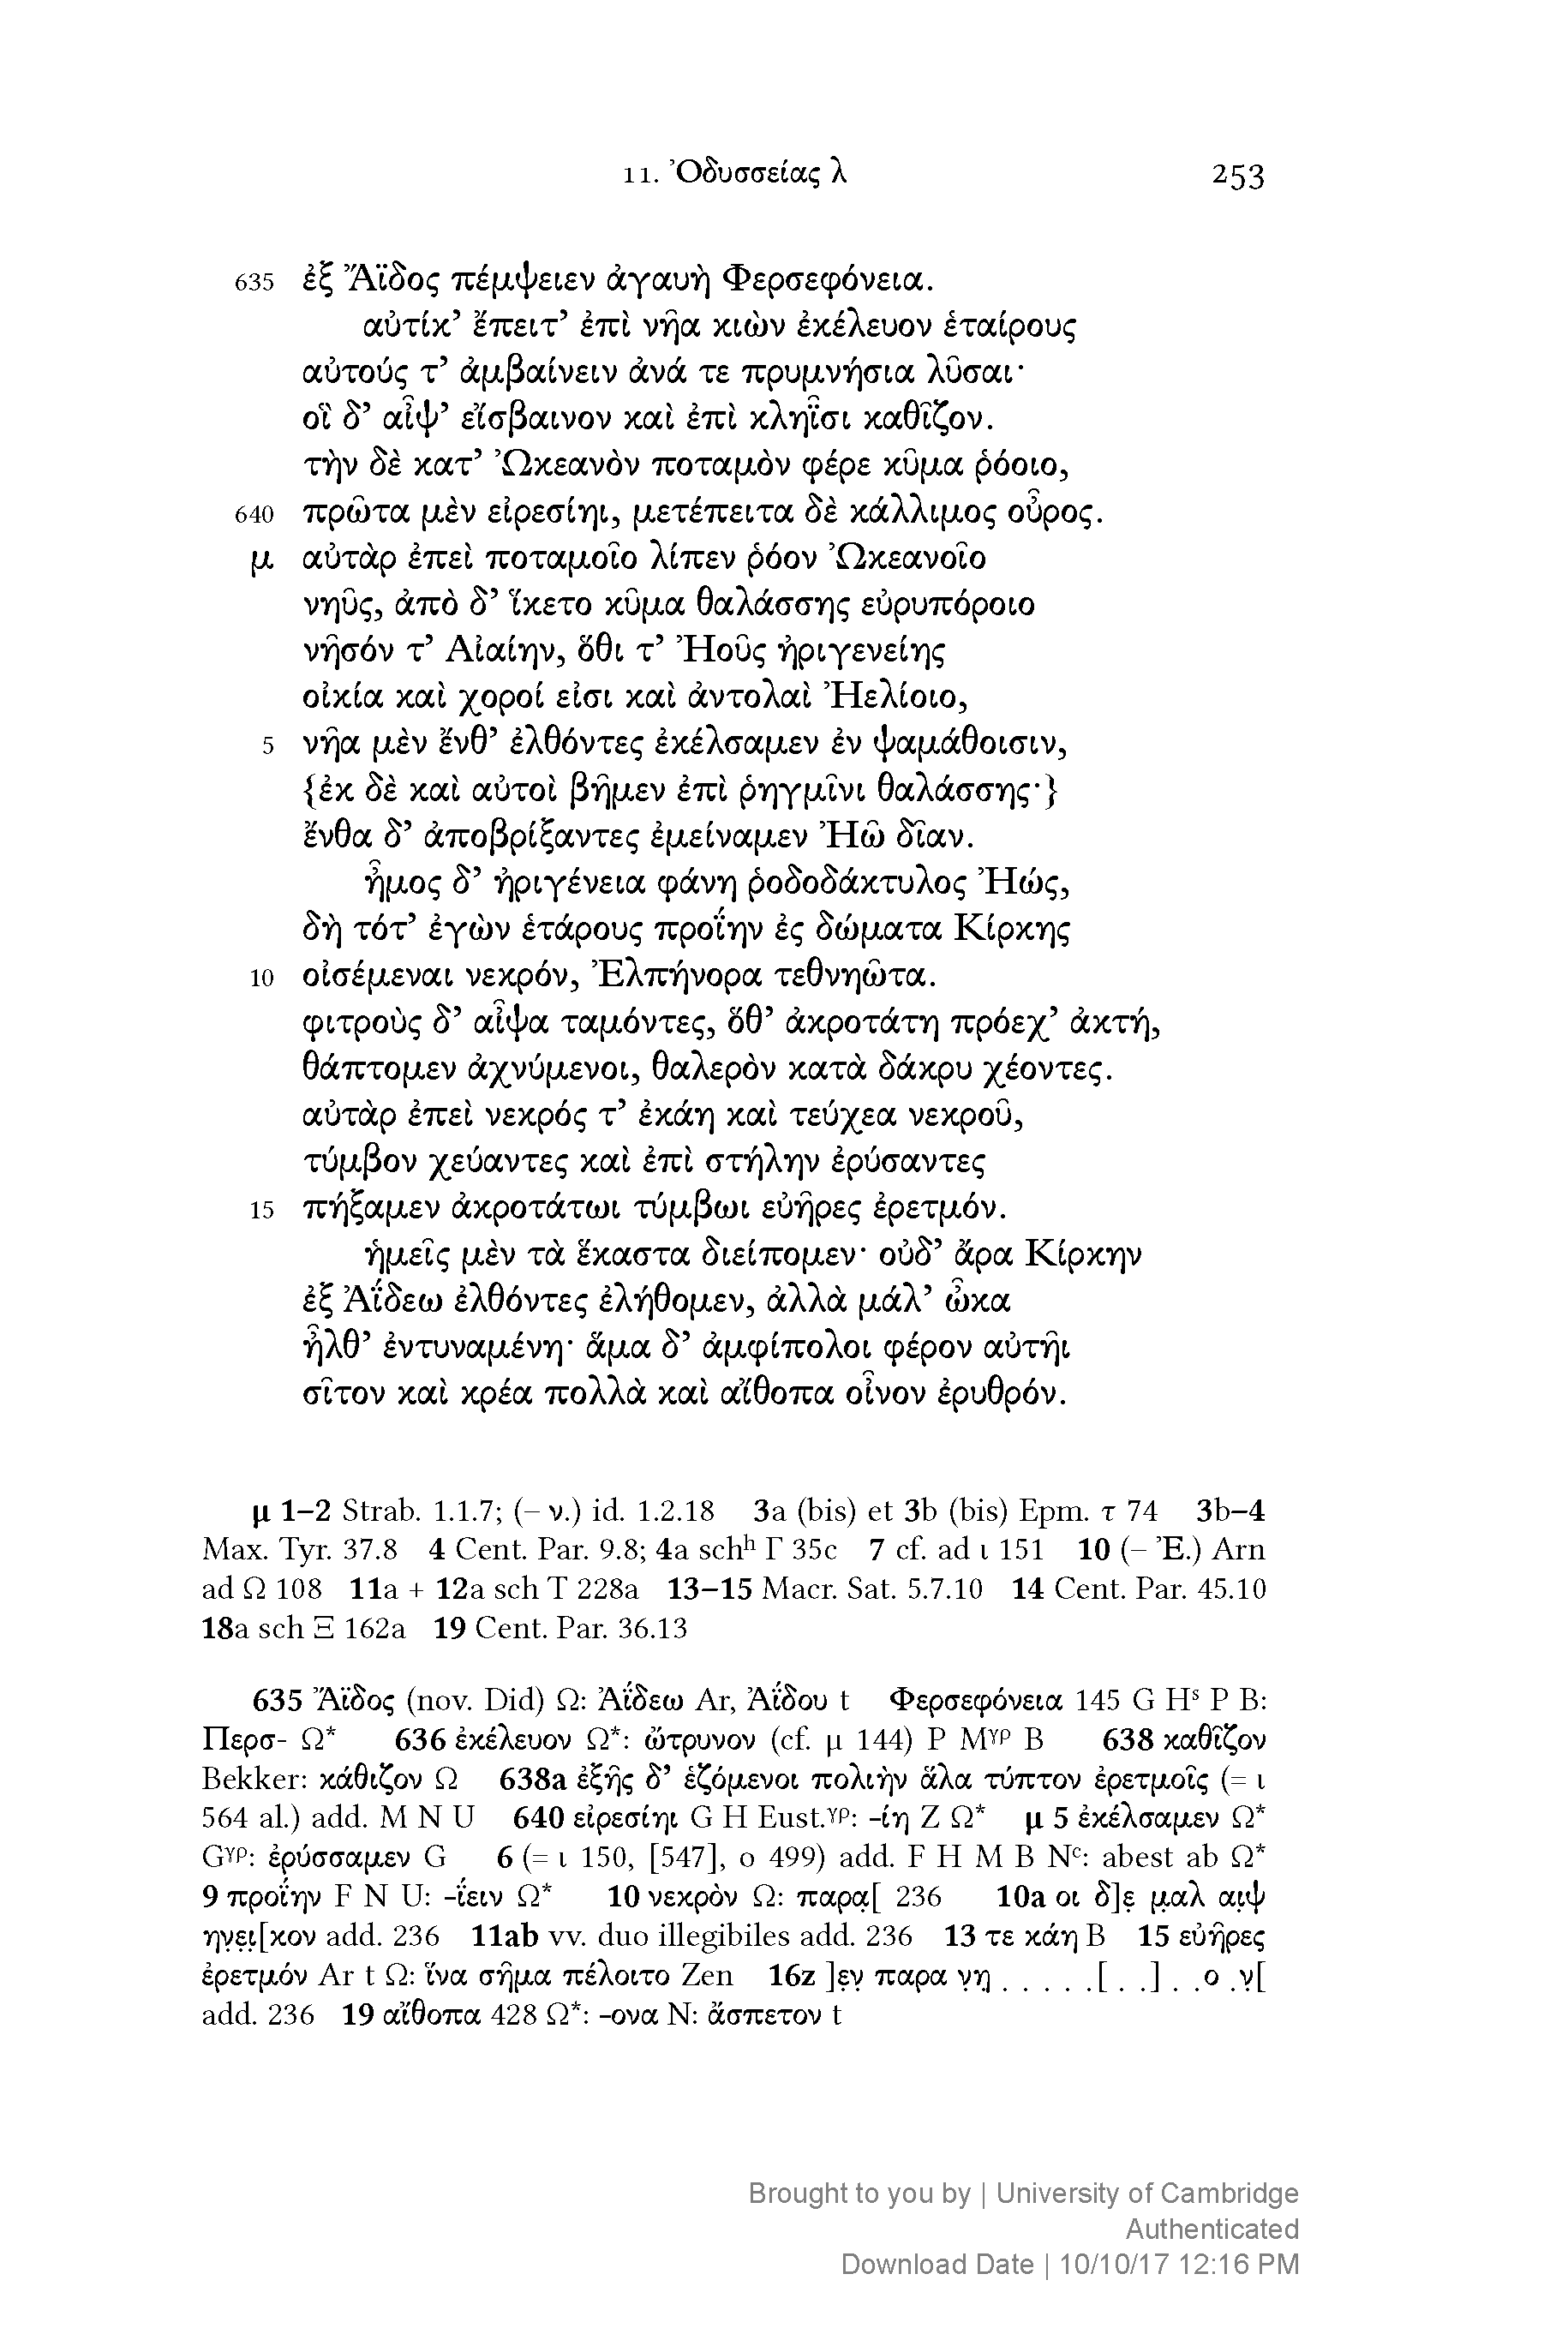 11. Ὀδυσσείας λ 253
635 ἐξ Ἄϊδος πέμψειεν ἀγαυὴ Φερσεφόνεια.
αὐτίκ’ ἔπειτ’ ἐπὶ νῆα κιὼν ἐκέλευον ἑταίρους
αὐτούς τ’ ἀμβαίνειν ἀνά τε πρυμνήσια λῦσαι·
οἳ δ’ αἶψ’ εἴσβαινον καὶ ἐπὶ κληῖσι καθῖζον.
τὴν δὲ κατ’ Ὠκεανὸν ποταμὸν φέρε κῦμα ῥόοιο,
640 πρῶτα μὲν εἰρεσίηι, μετέπειτα δὲ κάλλιμος οὖρος.
μ αὐτὰρ ἐπεὶ ποταμοῖο λίπεν ῥόον Ὠκεανοῖο
νηῦς, ἀπὸ δ’ ἵκετο κῦμα θαλάσσης εὐρυπόροιο
νῆσόν τ’ Αἰαίην, ὅθι τ’ Ἠοῦς ἠριγενείης
οἰκία καὶ χοροί εἰσι καὶ ἀντολαὶ Ἠελίοιο,
5 νῆα μὲν ἔνθ’ ἐλθόντες ἐκέλσαμεν ἐν ψαμάθοισιν,
{ἐκ δὲ καὶ αὐτοὶ βῆμεν ἐπὶ ῥηγμῖνι θαλάσσης·}
ἔνθα δ’ ἀποβρίξαντες ἐμείναμεν Ἠῶ δῖαν.
ἦμος δ’ ἠριγένεια φάνη ῥοδοδάκτυλος Ἠώς,
δὴ τότ’ ἐγὼν ἑτάρους προΐην ἐς δώματα Κίρκης
10 οἰσέμεναι νεκρόν, Ἐλπήνορα τεθνηῶτα.
φιτροὺς δ’ αἶψα ταμόντες, ὅθ’ ἀκροτάτη πρόεχ’ ἀκτή,
θάπτομεν ἀχνύμενοι, θαλερὸν κατὰ δάκρυ χέοντες.
αὐτὰρ ἐπεὶ νεκρός τ’ ἐκάη καὶ τεύχεα νεκροῦ,
τύμβον χεύαντες καὶ ἐπὶ στήλην ἐρύσαντες
15 πήξαμεν ἀκροτάτωι τύμβωι εὐῆρες ἐρετμόν.
ἡμεῖς μὲν τὰ ἕκαστα διείπομεν· οὐδ’ ἄρα Κίρκην
ἐξ Ἀΐδεω ἐλθόντες ἐλήθομεν, ἀλλὰ μάλ’ ὦκα
ἦλθ’ ἐντυναμένη· ἅμα δ’ ἀμφίπολοι φέρον αὐτῆι
σῖτον καὶ κρέα πολλὰ καὶ αἴθοπα οἶνον ἐρυθρόν.
μ 1–2 Strab. 1.1.7; (– ν.) id. 1.2.18 3a (bis) et 3b (bis) Epm. τ 74 3b–4
Max. Tyr. 37.8 4 Cent. Par. 9.8; 4a schʰ Γ 35c 7 cf. ad ι 151 10 (– Ἐ.) Arn
ad Ω 108 11a + 12a sch T 228a 13–15 Macr. Sat. 5.7.10 14 Cent. Par. 45.10
18a sch Ξ 162a 19 Cent. Par. 36.13
635 Ἄϊδος (nov. Did) Ω: Ἀΐδεω Ar, Ἀΐδου t Φερσεφόνεια 145 G Hˢ P B:
Περσ- Ω* 636 ἐκέλευον Ω*: ὤτρυνον (cf. μ 144) P Mᵞᴾ B 638 καθῖζον
Bekker: κάθιζον Ω 638a ἑξῆς δ’ ἑζόμενοι πολιὴν ἅλα τύπτον ἐρετμοῖς (= ι
564 al.) add. M N U 640 εἰρεσίηι G H Eust.ᵞᴾ: -ίη Z Ω* μ 5 ἐκέλσαμεν Ω*
Gᵞᴾ: ἐρύσσαμεν G 6 (= ι 150, [547], ο 499) add. F H M B Nᶜ: abest ab Ω*
9 προΐην F N U: -ΐειν Ω* 10 νεκρὸν Ω: παρα̣[ 236 10a οι δ]ε̣ μ̣αλ αι̣ψ
ην̣ει̣[κον add. 236 11ab vv. duo illegibiles add. 236 13 τε κάη B 15 εὐῆρες
ἐρετμόν Ar t Ω: ἵνα σῆμα πέλοιτο Zen 16z ]ε̣ν̣ παρα ν̣η̣ . . . . .[ . .] . .ο .ν̣[
add. 236 19 αἴθοπα 428 Ω*: -ονα N: ἄσπετον t
Brought to you by | University of Cambridge
Authenticated
Download Date | 10/10/17 12:16 PM